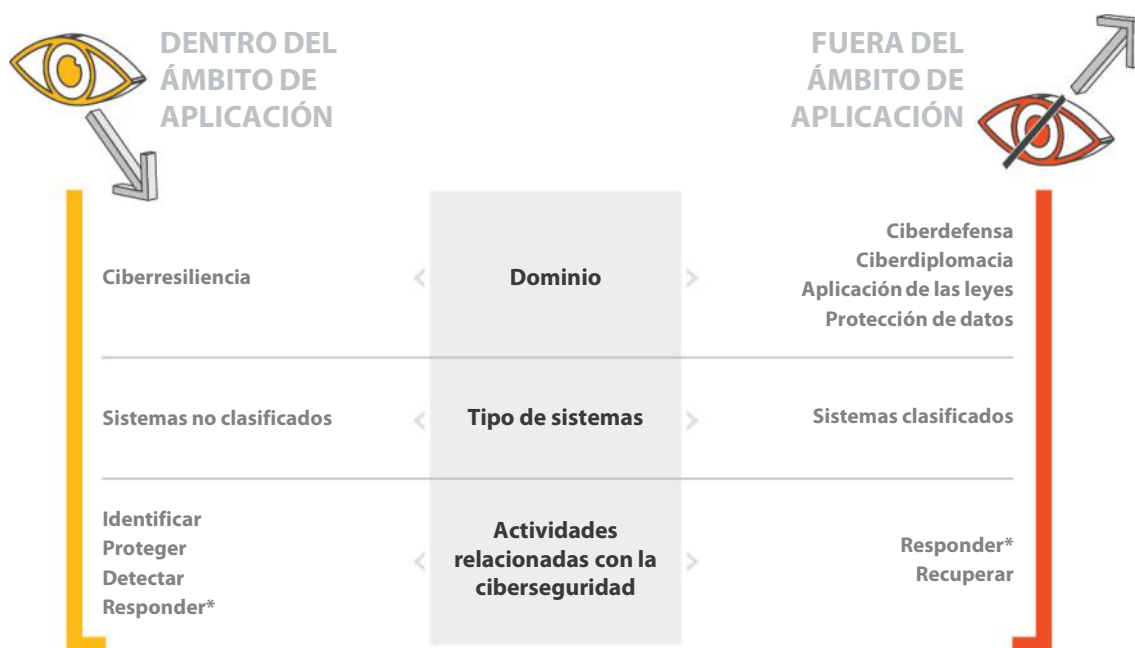 DENTRO DEL
ÁMBITO DE
APLICACIÓN
FUERA DEL
ÁMBITO DE
APLICACIÓN
Ciberresiliencia
Dominio
Ciberdefensa
Ciberdiplomacia
Aplicación de las leyes
Protección de datos
Sistemas no clasificados
Tipo de sistemas
Sistemas clasificados
Identificar
Proteger
Detectar
Responder*
Actividades
relacionadas con la
ciberseguridad
Responder*
Recuperar